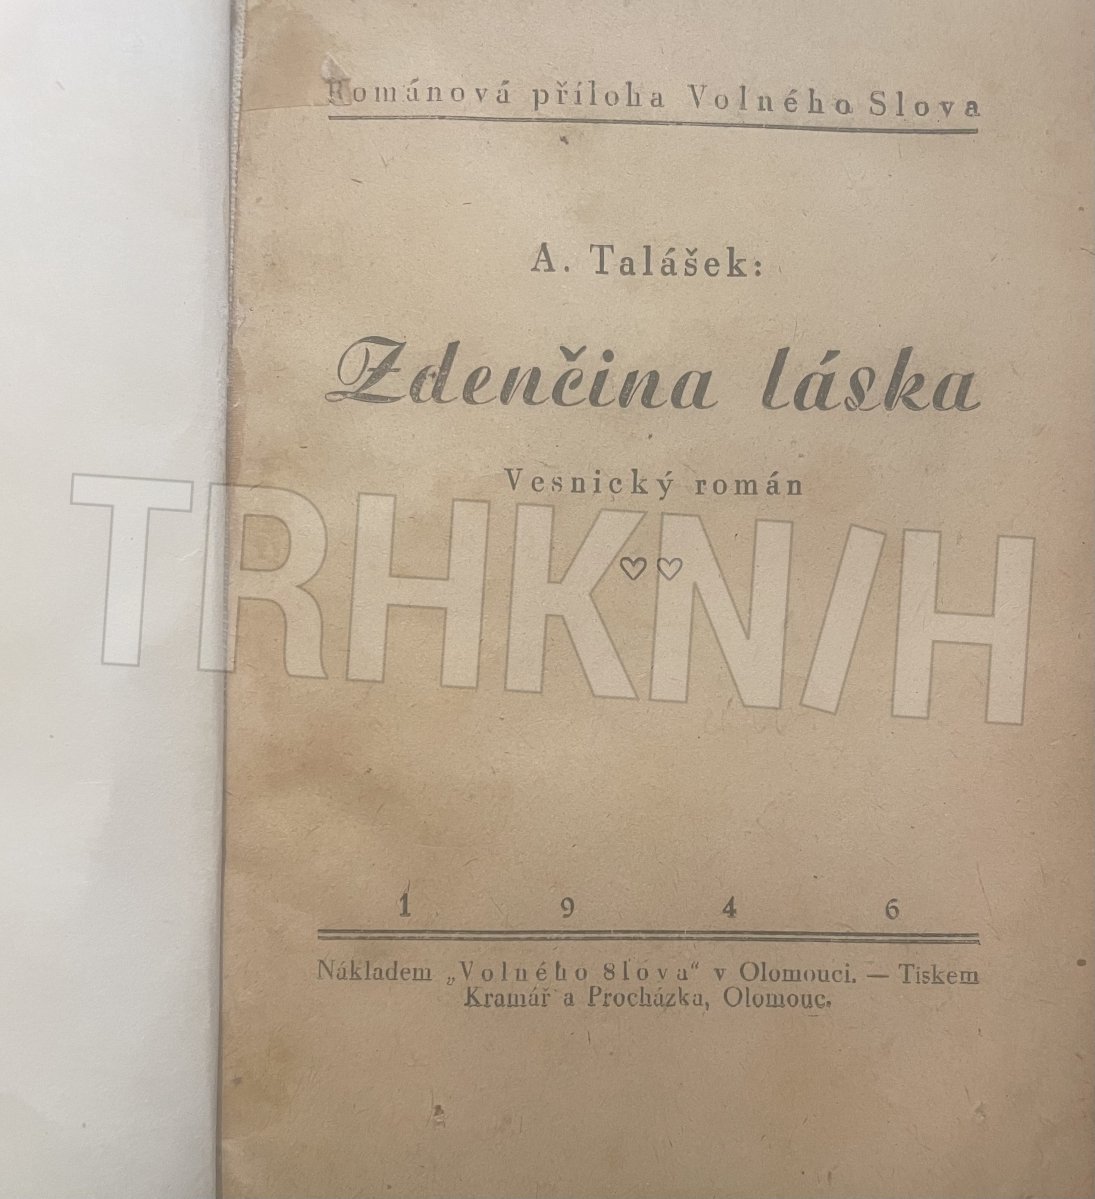 Románová příloha Volného Slova
A. Talášek:
Zdenčina láska
Vesnický román
TRHKN/H
1 9 4 6
Nákladem „Volného Slova“ v Olomouci. — Tiskem
Kramář a Procházka, Olomouc.